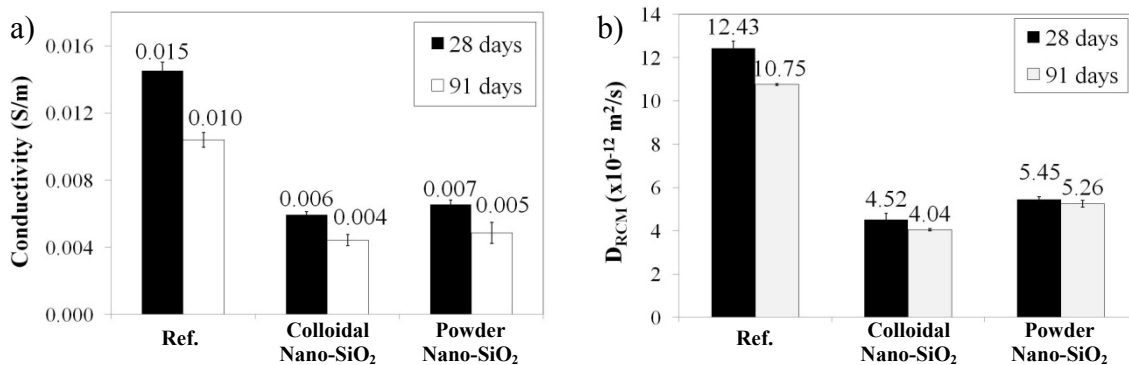 a)
Conductivity (S/m)
0.016
0.012
0.008
0.004
0.000
0.015
0.010
0.006
0.004
0.007
0.005
28 days
91 days
Ref.
Colloidal
Nano-SiO₂
Powder
Nano-SiO₂
b)
D_RCM (x10⁻¹² m²/s)
14
12
10
8
6
4
2
0
12.43
10.75
4.52
4.04
5.45
5.26
28 days
91 days
Ref.
Colloidal
Nano-SiO₂
Powder
Nano-SiO₂